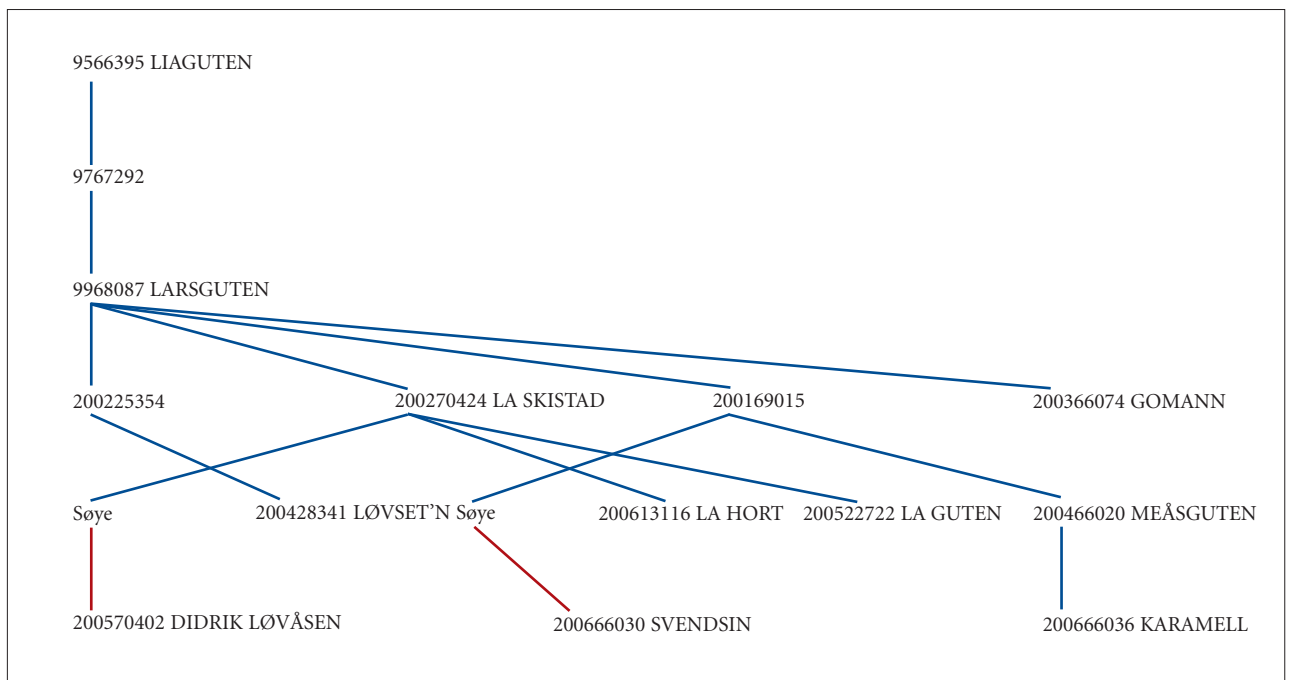 9566395 LIAGUTEN
9767292
9968087 LARSGUTEN
200225354 200270424 LA SKISTAD 200169015 200366074 GOMANN
Søye 200428341 LØVSET'N Søye 200613116 LA HORT 200522722 LA GUTEN 200466020 MEÅSGUTEN
200570402 DIDRIK LØVÅSEN 200666030 SVENDSIN 200666036 KARAMELL